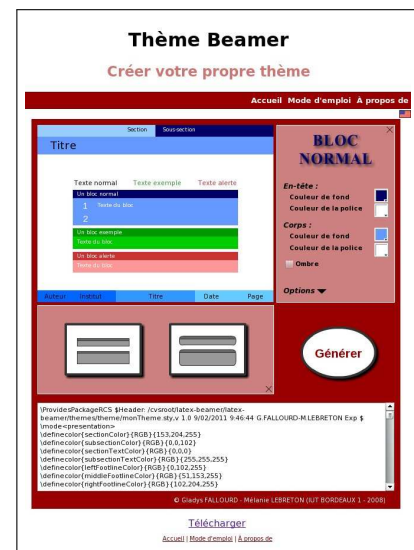 Thème Beamer
Créer votre propre thème
Accueil Mode d'emploi À propos de
Section Sous-section
Titre
Texte normal Texte exemple Texte alerte
Un bloc normal
1 Texte du bloc
2
Un bloc exemple
Texte du bloc
Un bloc alerte
Texte du bloc
Auteur Institut Titre Date Page
BLOC
NORMAL
En-tête :
Couleur de fond
Couleur de la police
Corps :
Couleur de fond
Couleur de la police
Ombre
Options
Générer
\ProvidesPackageRCS $Header: /cvsroot/latex-beamer/latex-
beamer/themes/theme/monTheme.sty,v 1.0 9/02/2011 9:46:44 G.FALLOURD-M.LEBRETON Exp $
\mode<presentation>
\definecolor{sectionColor}{RGB}{153,204,255}
\definecolor{subsectionColor}{RGB}{0,0,102}
\definecolor{sectionTextColor}{RGB}{0,0,0}
\definecolor{subsectionTextColor}{RGB}{255,255,255}
\definecolor{leftFootlineColor}{RGB}{0,102,255}
\definecolor{middleFootlineColor}{RGB}{51,153,255}
\definecolor{rightFootlineColor}{RGB}{102,204,255}
© Gladys FALLOURD - Mélanie LEBRETON (IUT BORDEAUX 1 - 2008)
Télécharger
Accueil | Mode d'emploi | À propos de